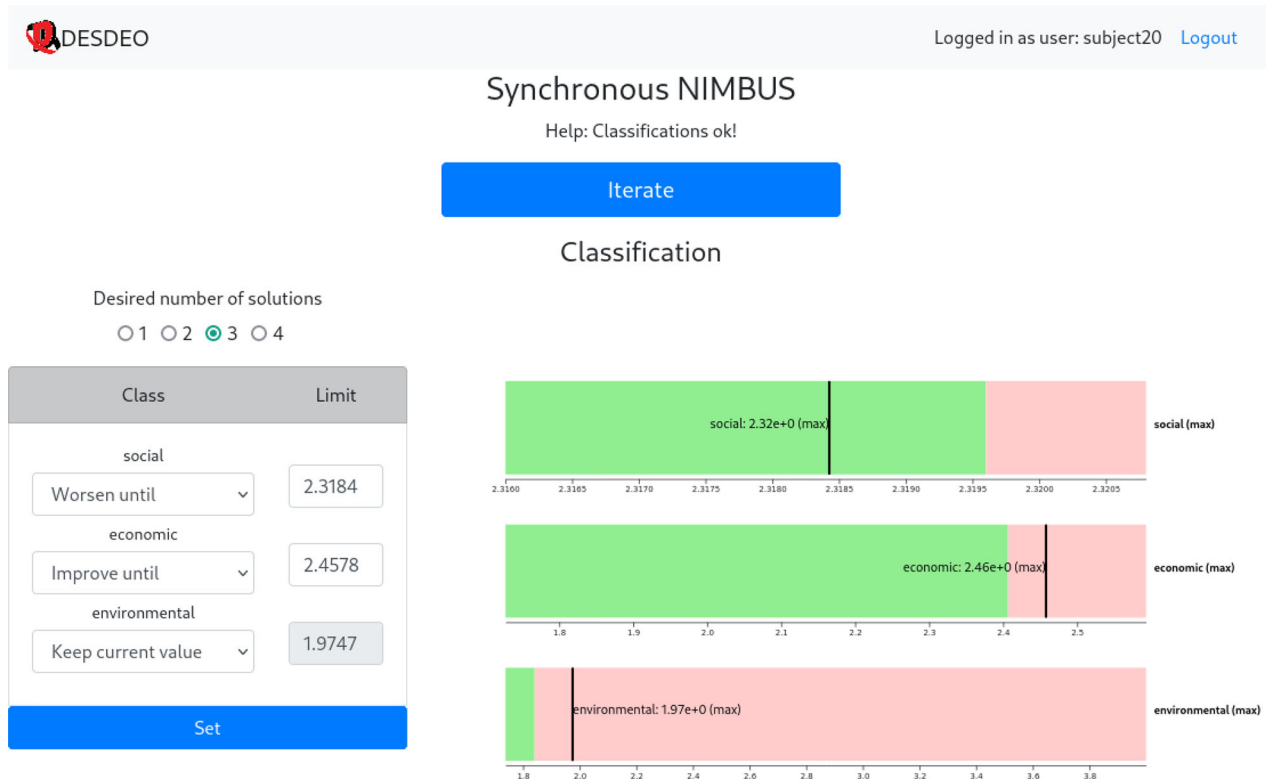 DESDEO
Logged in as user: subject20 Logout
Synchronous NIMBUS
Help: Classifications ok!
Iterate
Classification
Desired number of solutions
1 2 3 4
Class Limit
social
Worsen until 2.3184
economic
Improve until 2.4578
environmental
Keep current value 1.9747
Set
social: 2.32e+0 (max) social (max)
2.3160 2.3165 2.3170 2.3175 2.3180 2.3185 2.3190 2.3195 2.3200 2.3205
economic: 2.46e+0 (max) economic (max)
1.8 1.9 2.0 2.1 2.2 2.3 2.4 2.5
environmental: 1.97e+0 (max) environmental (max)
1.8 2.0 2.2 2.4 2.6 2.8 3.0 3.2 3.4 3.6 3.8